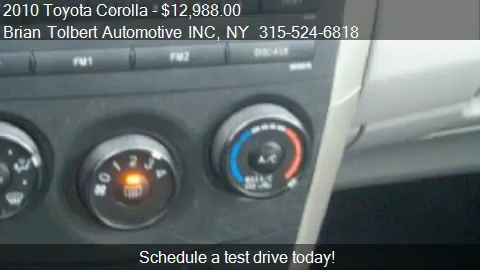 2010 Toyota Corolla - $12,988.00
Brian Tolbert Automotive INC, NY 315-524-6818
FM1
FM2
DISC·AUX
0 1 2 3 4
A/C
MAX A/C
Schedule a test drive today!